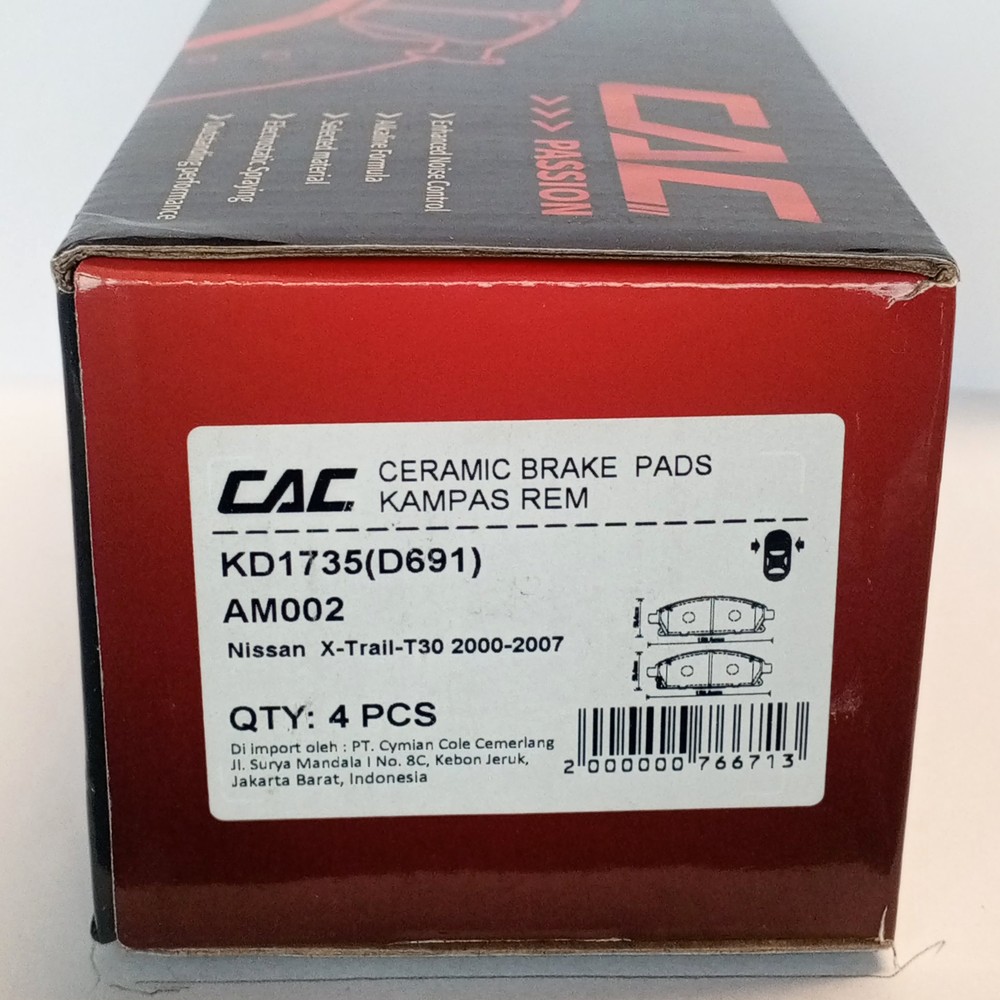 CAC
>>>> PASSION
> Enhanced Noise Control
> Alkaline Formula
> Selected material
> Electrostatic Spraying
> Outstanding performance
CAC CERAMIC BRAKE PADS
KAMPAS REM
KD1735(D691)
AM002
Nissan X-Trail-T30 2000-2007
QTY: 4 PCS
Di import oleh : PT. Cymian Cole Cemerlang
Jl. Surya Mandala I No. 8C, Kebon Jeruk,
Jakarta Barat, Indonesia
2 000000 766713